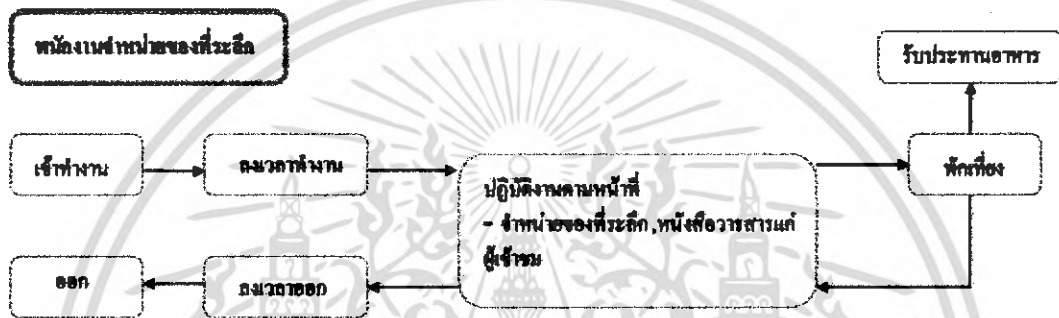 พนักงานจำหน่ายของที่ระลึก
รับประทานอาหาร
เข้าทำงาน
ลงเวลาทำงาน
ปฏิบัติงานตามหน้าที่
- จำหน่ายของที่ระลึก,หนังสือวารสารแก่
ผู้เข้าชม
พักเที่ยง
ออก
ลงเวลาออก